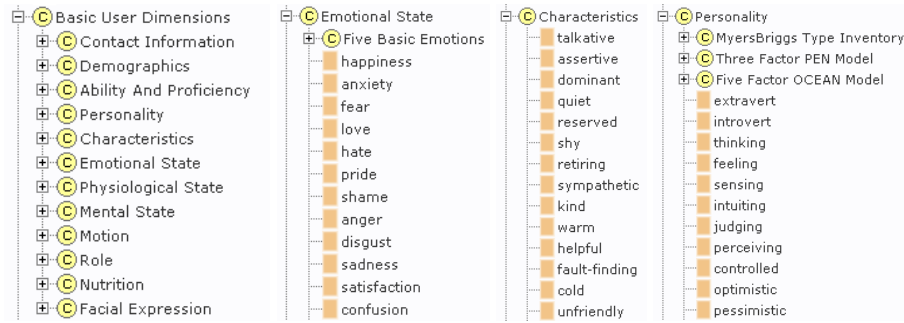 Basic User Dimensions
Contact Information
Demographics
Ability And Proficiency
Personality
Characteristics
Emotional State
Physiological State
Mental State
Motion
Role
Nutrition
Facial Expression
Emotional State
Five Basic Emotions
happiness
anxiety
fear
love
hate
pride
shame
anger
disgust
sadness
satisfaction
confusion
Characteristics
talkative
assertive
dominant
quiet
reserved
shy
retiring
sympathetic
kind
warm
helpful
fault-finding
cold
unfriendly
Personality
MyersBriggs Type Inventory
Three Factor PEN Model
Five Factor OCEAN Model
extravert
introvert
thinking
feeling
sensing
intuiting
judging
perceiving
controlled
optimistic
pessimistic